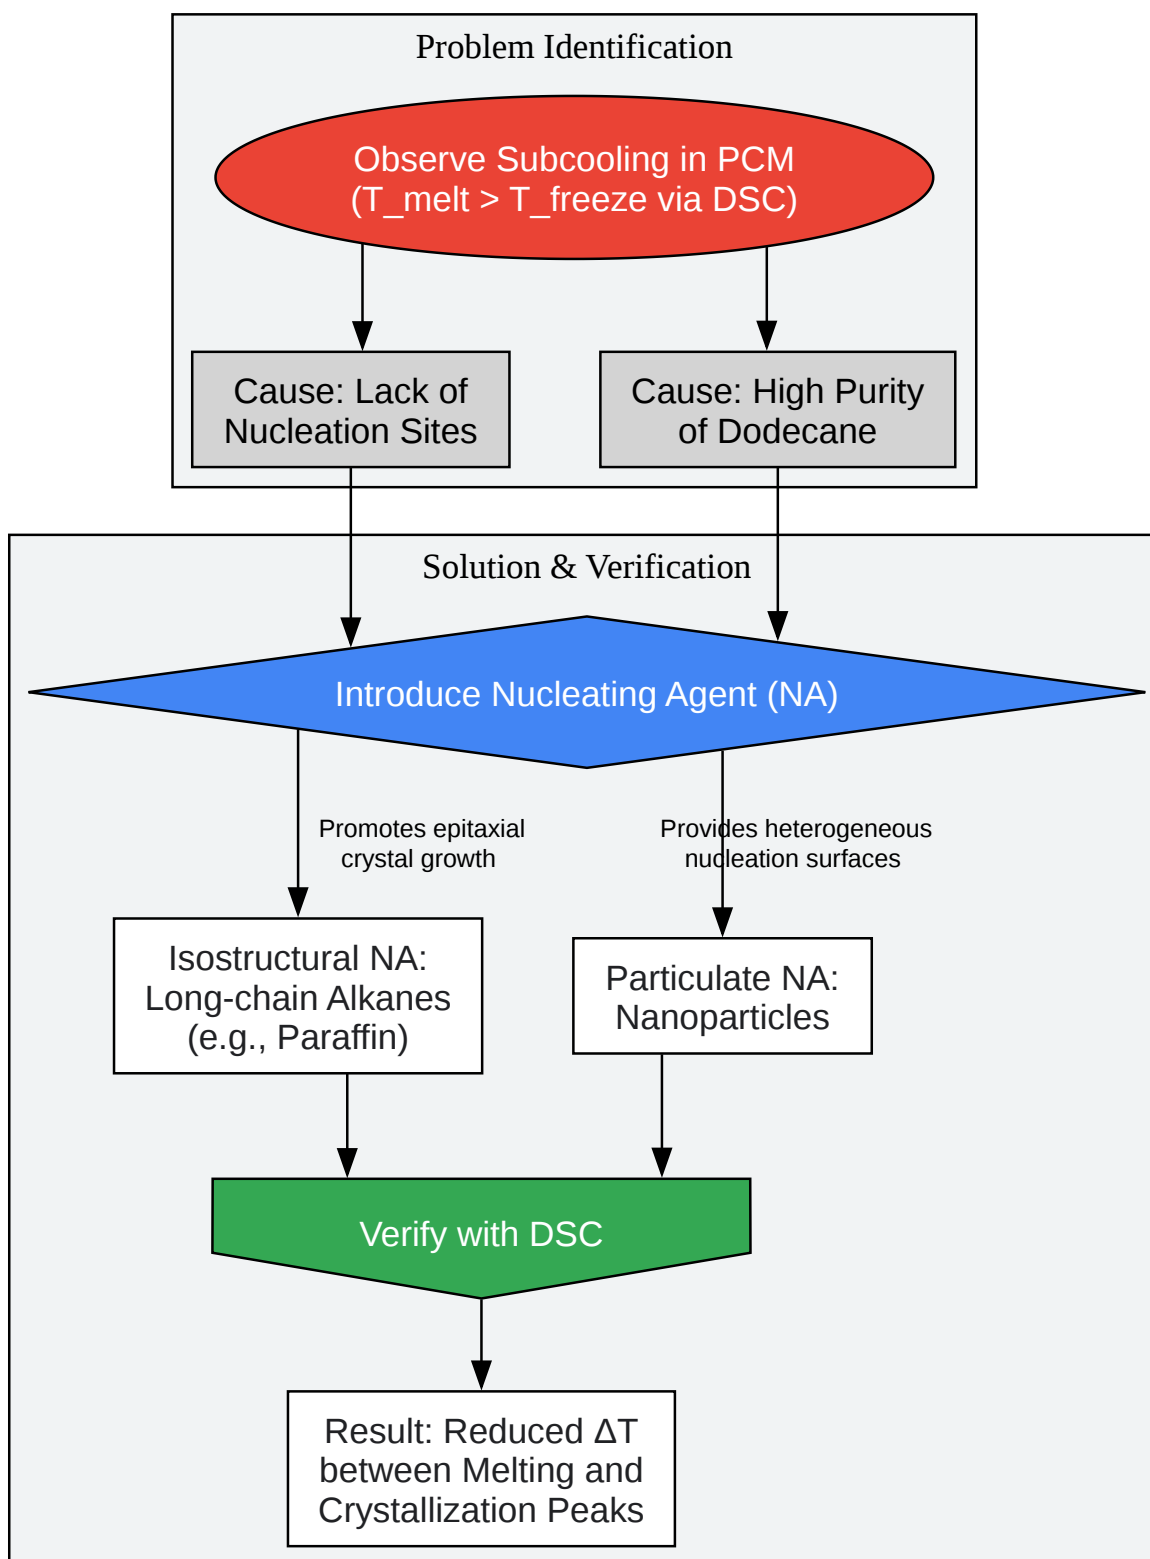 Problem Identification
Observe Subcooling in PCM
(T_melt > T_freeze via DSC)
Cause: Lack of
Nucleation Sites
Cause: High Purity
of Dodecane
Solution & Verification
Introduce Nucleating Agent (NA)
Promotes epitaxial
crystal growth
Provides heterogeneous
nucleation surfaces
Isostructural NA:
Long-chain Alkanes
(e.g., Paraffin)
Particulate NA:
Nanoparticles
Verify with DSC
Result: Reduced ΔT
between Melting and
Crystallization Peaks